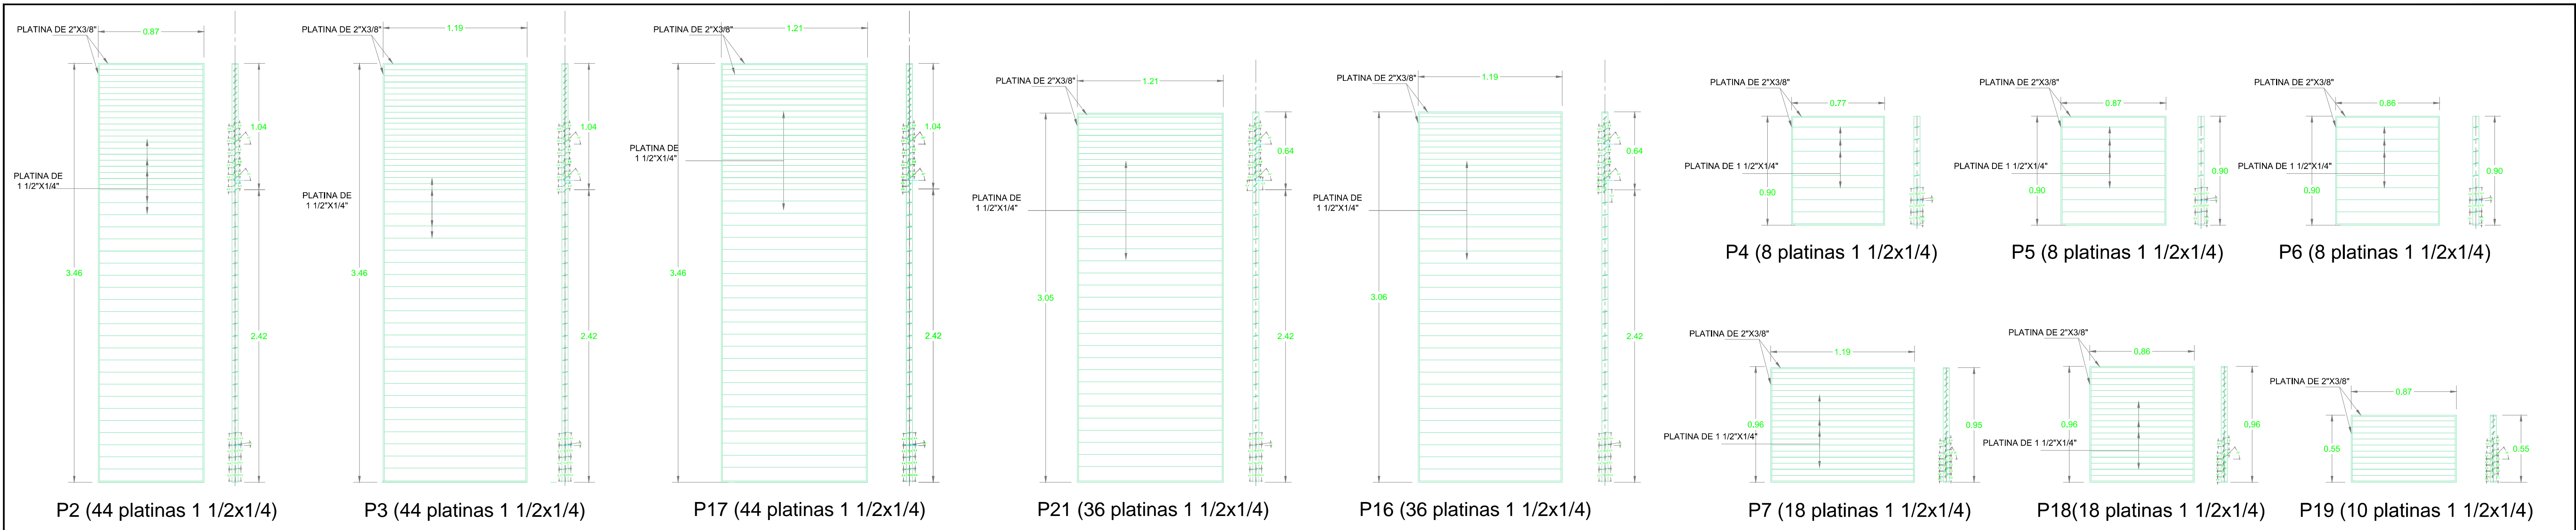 PLATINA DE 2"X3/8"
0.87
1.04
PLATINA DE
1 1/2"X1/4"
3.46
2.42
P2 (44 platinas 1 1/2x1/4)
PLATINA DE 2"X3/8"
1.19
1.04
PLATINA DE
1 1/2"X1/4"
3.46
2.42
P3 (44 platinas 1 1/2x1/4)
PLATINA DE 2"X3/8"
1.21
1.04
PLATINA DE
1 1/2"X1/4"
3.46
2.42
P17 (44 platinas 1 1/2x1/4)
PLATINA DE 2"X3/8"
1.21
0.64
PLATINA DE
1 1/2"X1/4"
3.05
2.42
P21 (36 platinas 1 1/2x1/4)
PLATINA DE 2"X3/8"
1.19
0.64
PLATINA DE
1 1/2"X1/4"
3.06
2.42
P16 (36 platinas 1 1/2x1/4)
PLATINA DE 2"X3/8"
0.77
PLATINA DE 1 1/2"X1/4"
0.90
0.90
P4 (8 platinas 1 1/2x1/4)
PLATINA DE 2"X3/8"
0.87
PLATINA DE 1 1/2"X1/4"
0.90
0.90
P5 (8 platinas 1 1/2x1/4)
PLATINA DE 2"X3/8"
0.86
PLATINA DE 1 1/2"X1/4"
0.90
0.90
P6 (8 platinas 1 1/2x1/4)
PLATINA DE 2"X3/8"
1.19
0.96
0.95
PLATINA DE 1 1/2"X1/4"
P7 (18 platinas 1 1/2x1/4)
PLATINA DE 2"X3/8"
0.86
0.96
0.96
PLATINA DE 1 1/2"X1/4"
P18(18 platinas 1 1/2x1/4)
PLATINA DE 2"X3/8"
0.87
0.55
0.55
P19 (10 platinas 1 1/2x1/4)